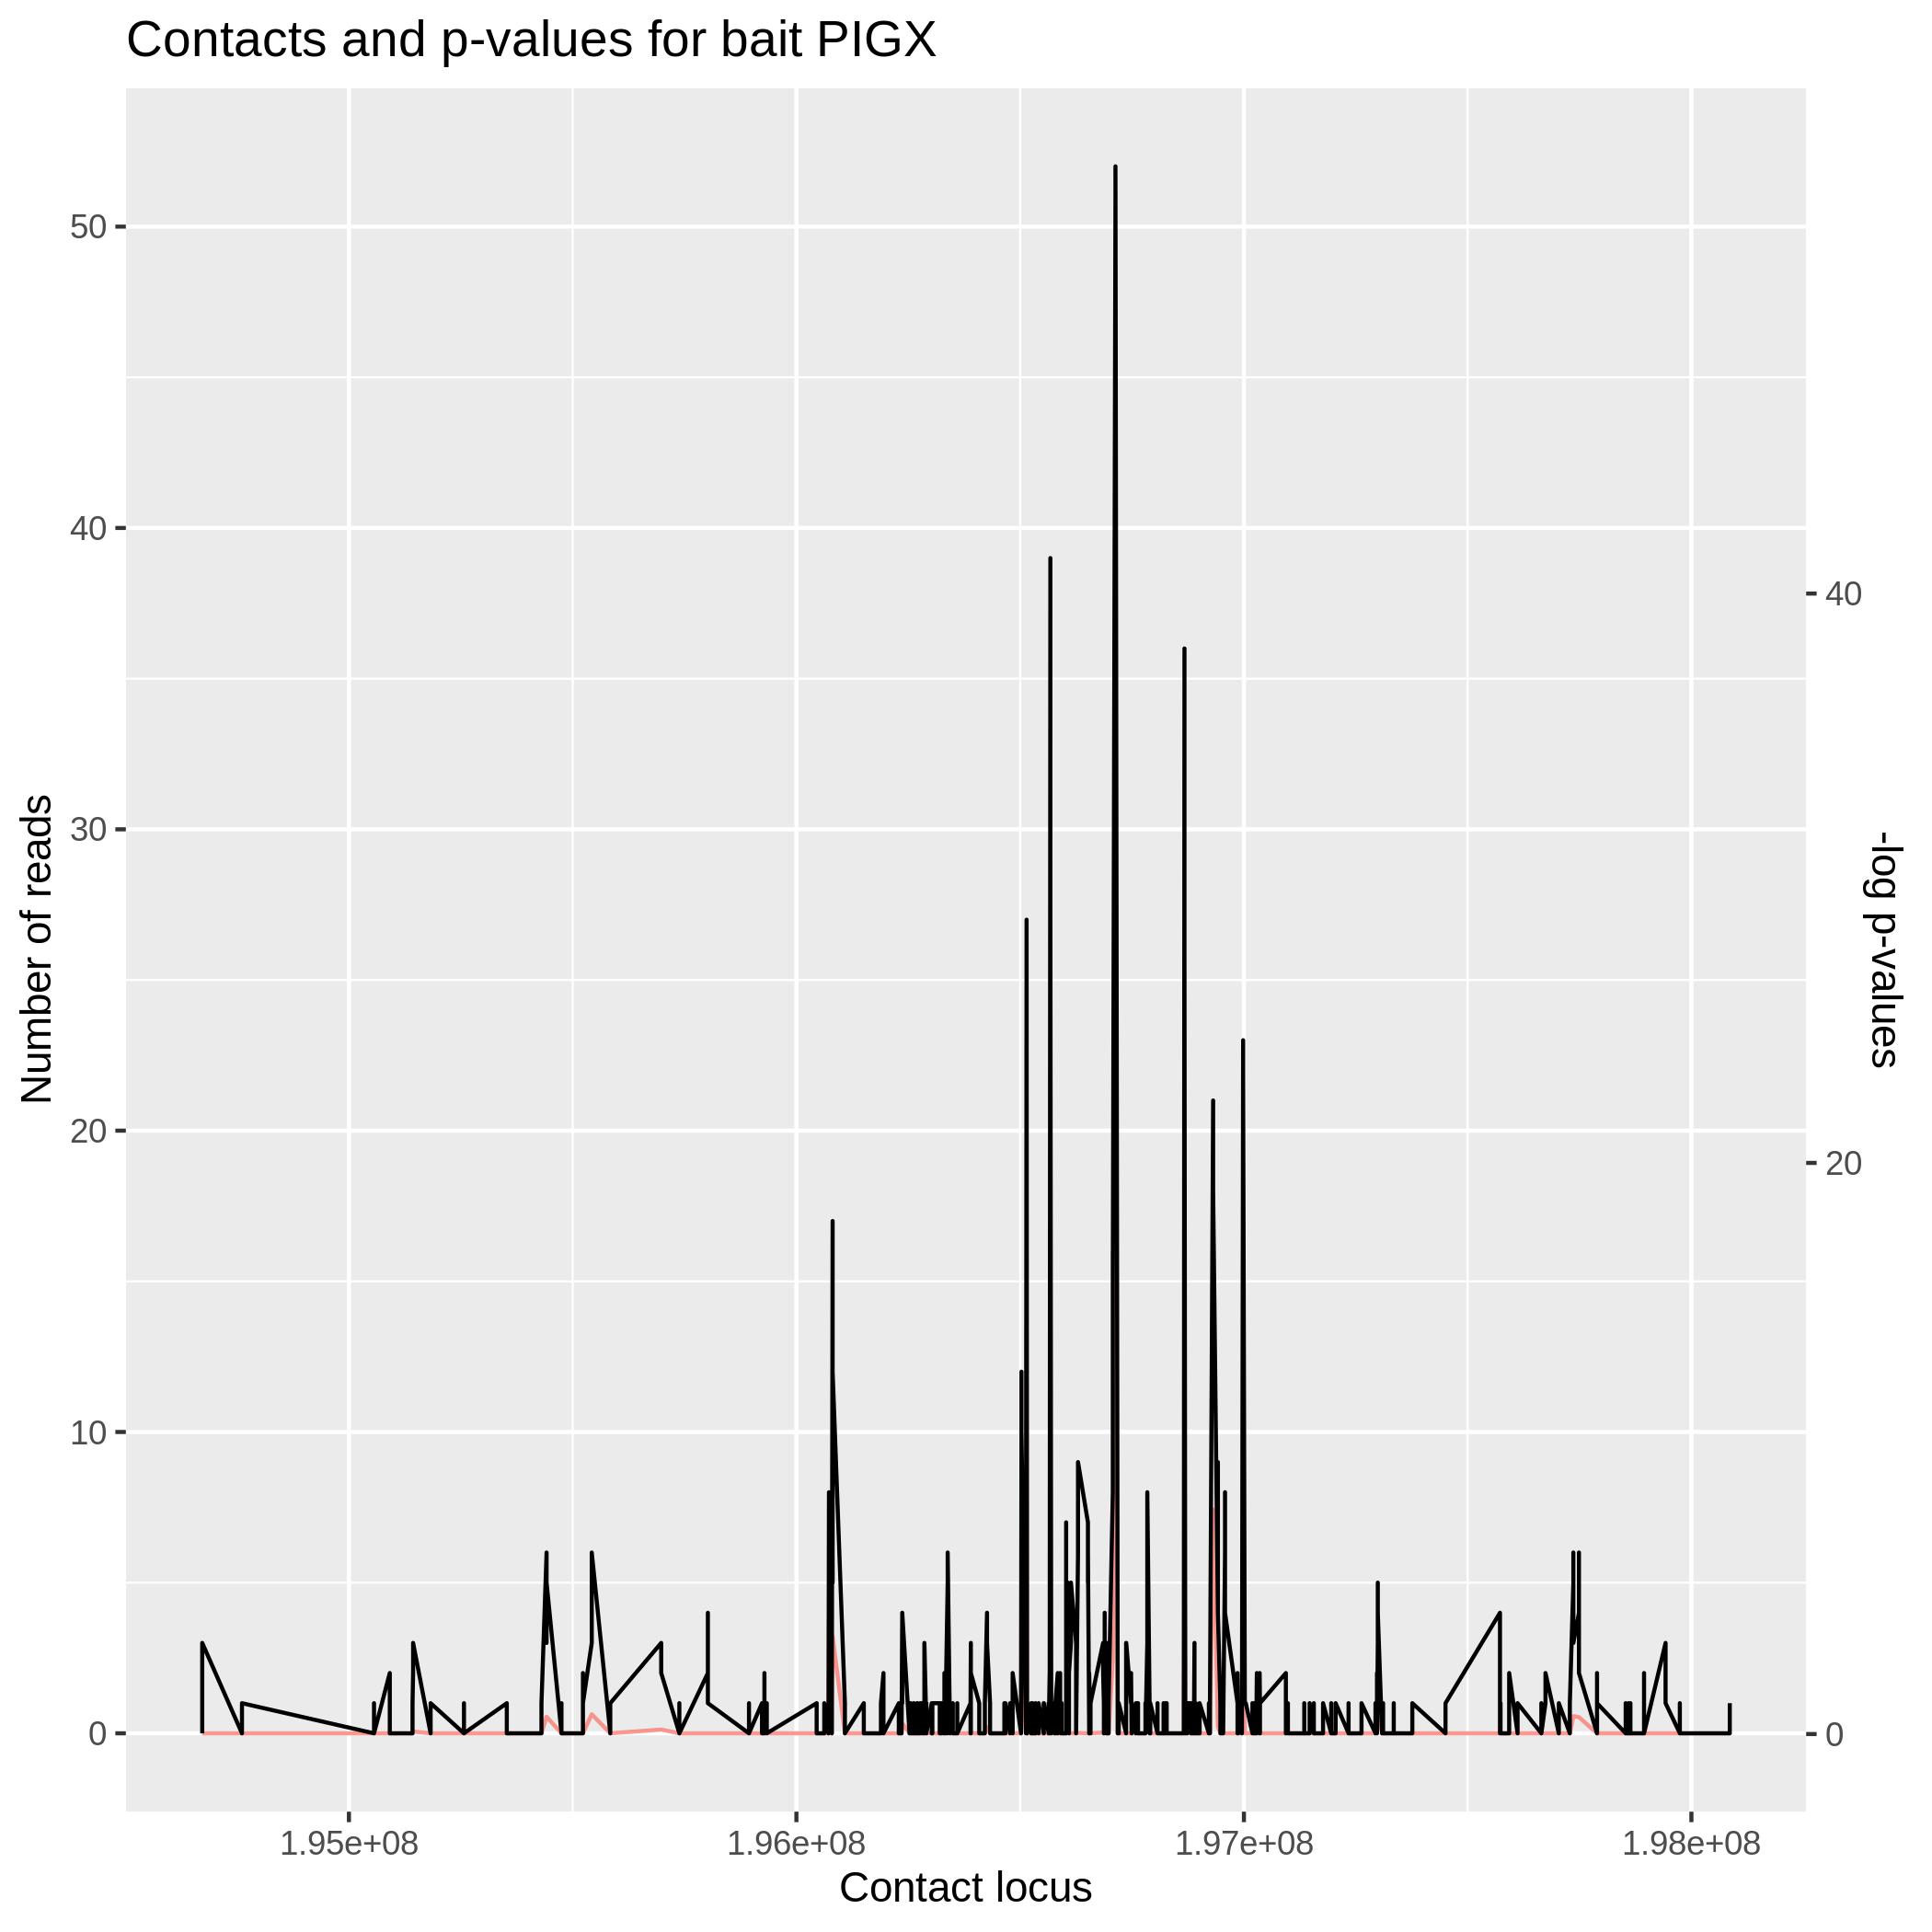 Contacts and p-values for bait PIGX
50
40
30
20
10
0
Number of reads
40
20
0
-log p-values
1.95e+08 1.96e+08 1.97e+08 1.98e+08
Contact locus